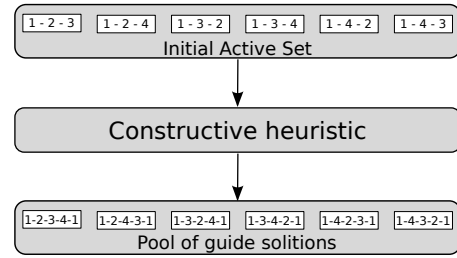 1 - 2 - 3 1 - 2 - 4 1 - 3 - 2 1 - 3 - 4 1 - 4 - 2 1 - 4 - 3
Initial Active Set
Constructive heuristic
1-2-3-4-1 1-2-4-3-1 1-3-2-4-1 1-3-4-2-1 1-4-2-3-1 1-4-3-2-1
Pool of guide solitions